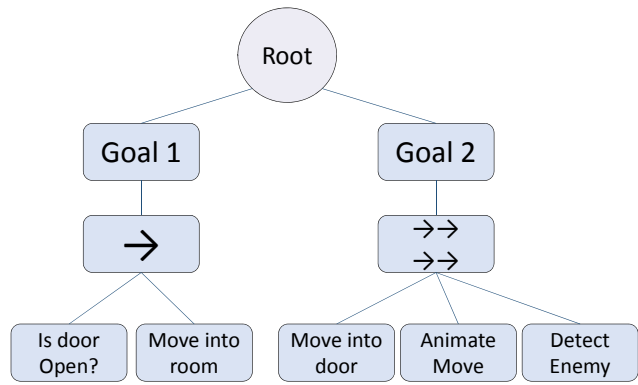 Root
Goal 1
Goal 2
→
→→
→→
Is door
Open?
Move into
room
Move into
door
Animate
Move
Detect
Enemy